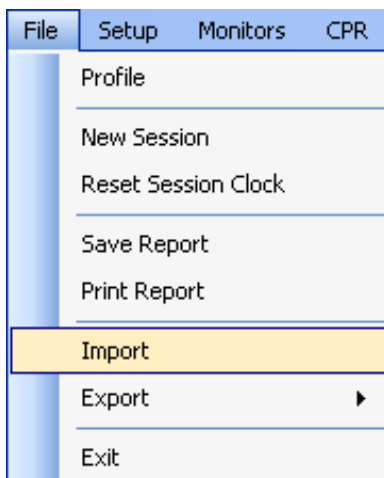 File Setup Monitors CPR
Profile
New Session
Reset Session Clock
Save Report
Print Report
Import
Export
Exit